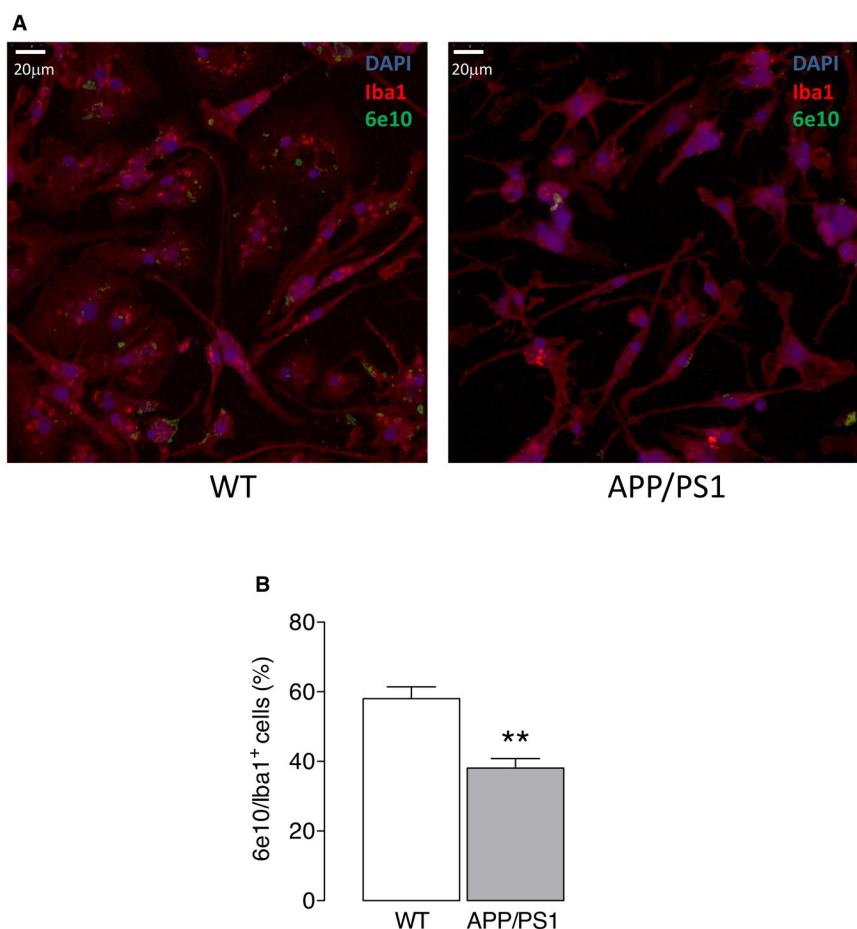 A
20μm
DAPI
Iba1
6e10
20μm
DAPI
Iba1
6e10
WT
APP/PS1
B
80
60
40
20
0
6e10/Iba1⁺ cells (%)
**
WT
APP/PS1